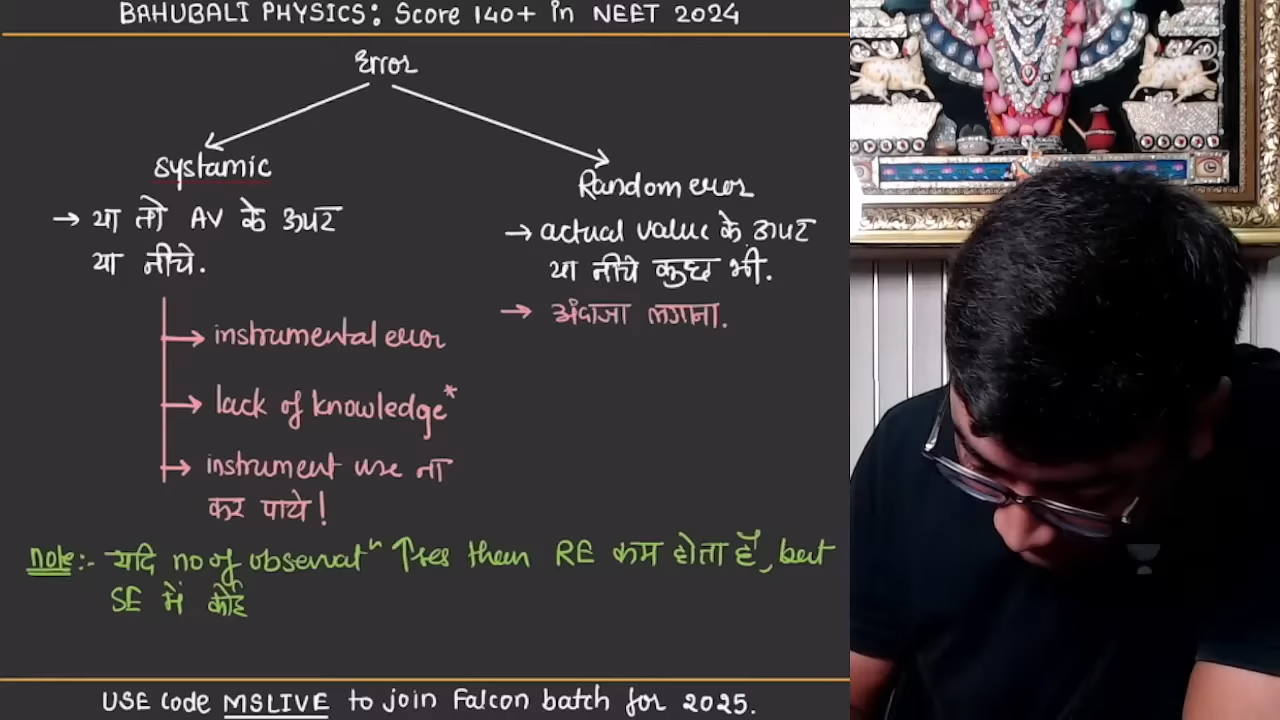 BAHUBALI PHYSICS: Score 140+ in NEET 2024
Error
Systamic
→ या तो AV के ऊपर
या नीचे.
→ instrumental error
→ lack of knowledge*
→ instrument use ना
कर पाये!
Random error
→ actual value के ऊपर
या नीचे कुछ भी.
→ अंदाजा लगाना.
Note:- यदि no of observatⁿ ↑ses then RE कम होता है, but
SE में कोई
USE Code MSLIVE to join Falcon batch for 2025.